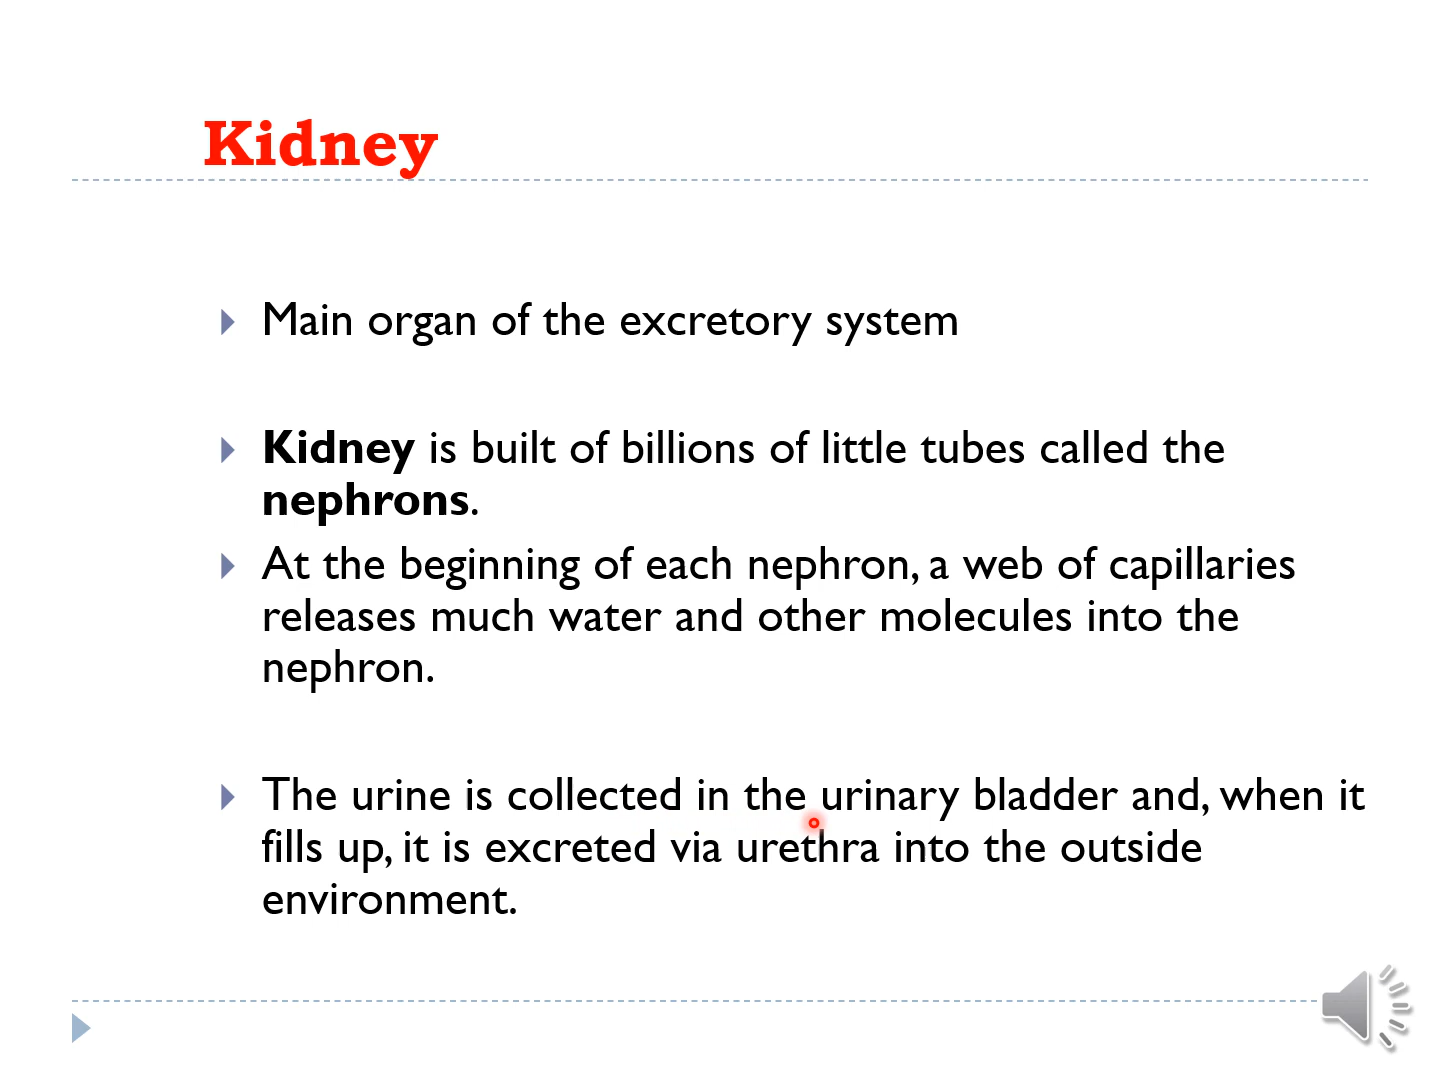 Kidney
Main organ of the excretory system
Kidney is built of billions of little tubes called the
nephrons.
At the beginning of each nephron, a web of capillaries
releases much water and other molecules into the
nephron.
The urine is collected in the urinary bladder and, when it
fills up, it is excreted via urethra into the outside
environment.